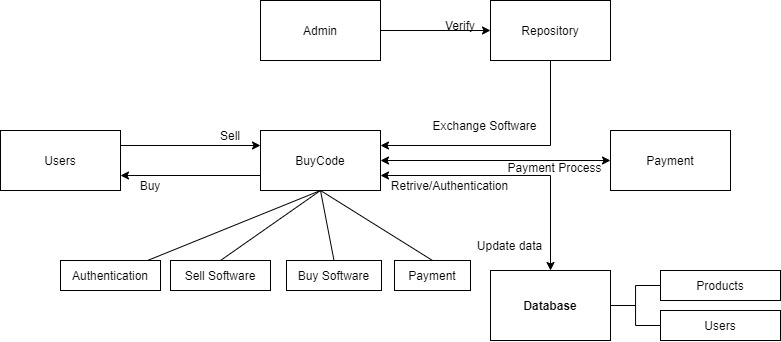 Admin
Verify
Repository
Exchange Software
Users
Sell
Buy
BuyCode
Payment Process
Payment
Retrive/Authentication
Update data
Authentication
Sell Software
Buy Software
Payment
Database
Products
Users